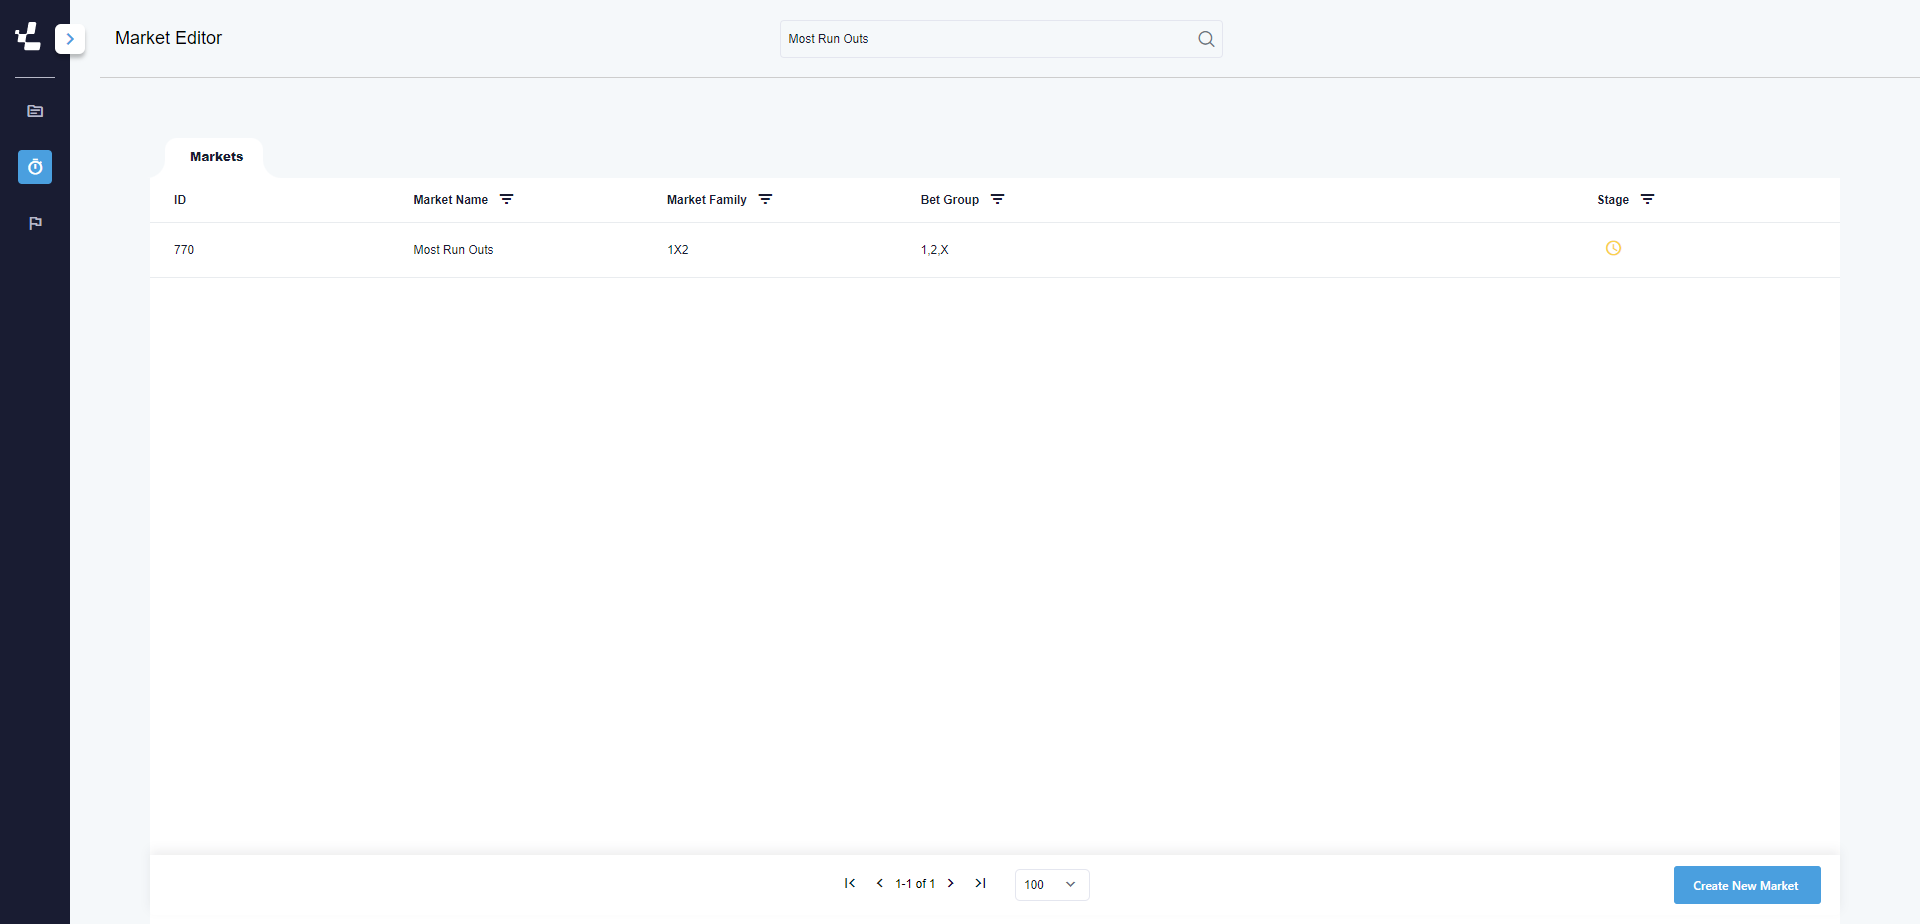 Market Editor
Most Run Outs
Markets
ID Market Name Market Family Bet Group Stage
770 Most Run Outs 1X2 1,2,X
1-1 of 1 100 Create New Market